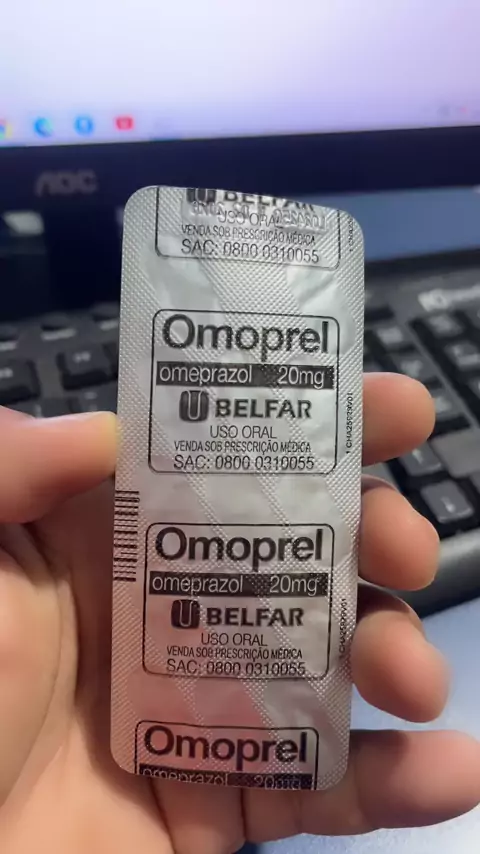 AOC
BELFAR
USO ORAL
VENDA SOB PRESCRIÇÃO MÉDICA
SAC: 0800 0310055
Omoprel
omeprazol 20mg
BELFAR
USO ORAL
VENDA SOB PRESCRIÇÃO MÉDICA
SAC: 0800 0310055
Omoprel
omeprazol 20mg
BELFAR
USO ORAL
VENDA SOB PRESCRIÇÃO MÉDICA
SAC: 0800 0310055
Omoprel
omeprazol 20mg